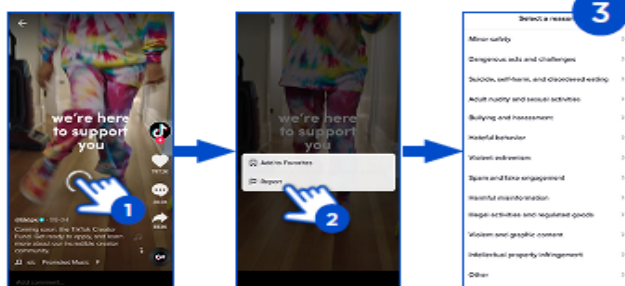 we're here
to support
you
1
Coming soon, the TikTok Creator
Fund. Get ready to apply, and learn
more about our incredible creator
community.
Promoted Music
Add comment...
we're here
to support
you
Add to Favorites
Report
2
Select a reason
3
Minor safety
Dangerous acts and challenges
Suicide, self-harm, and disordered eating
Adult nudity and sexual activities
Bullying and harassment
Hateful behavior
Violent extremism
Spam and fake engagement
Harmful misinformation
Illegal activities and regulated goods
Violent and graphic content
Intellectual property infringement
Other